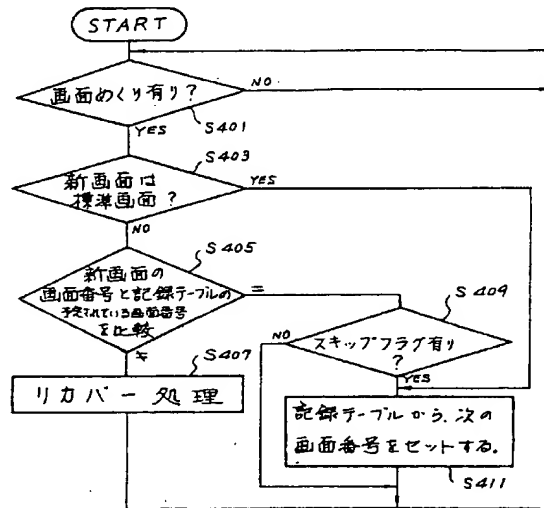 START
画面めくり有り?
NO
S401
YES
S403
新画面は
標準画面?
YES
NO
S405
新画面の
画面番号と記録テーブルの
予定されている画面番号
を比較
=
≠
S409
NO
スキップフラグ有り
?
YES
S407
リカバー処理
記録テーブルから、次の
画面番号をセットする。
S411